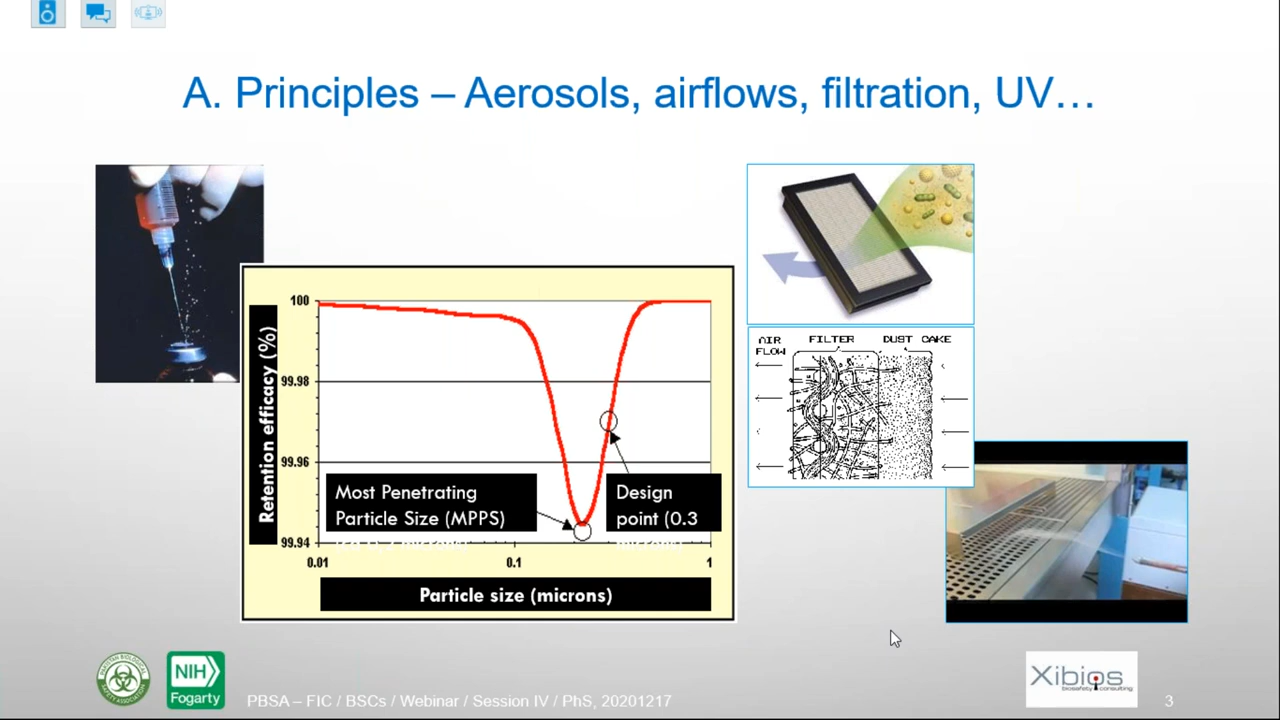 A. Principles – Aerosols, airflows, filtration, UV…
Retention efficacy (%)
100
99.98
99.96
99.94
Most Penetrating
Particle Size (MPPS)
Design
point (0.3
0.01
0.1
1
Particle size (microns)
AIR
FLOW
FILTER
DUST CAKE
NIH
Fogarty
PBSA – FIC / BSCs / Webinar / Session IV / PhS, 20201217
Xibios
biosafety consulting
3